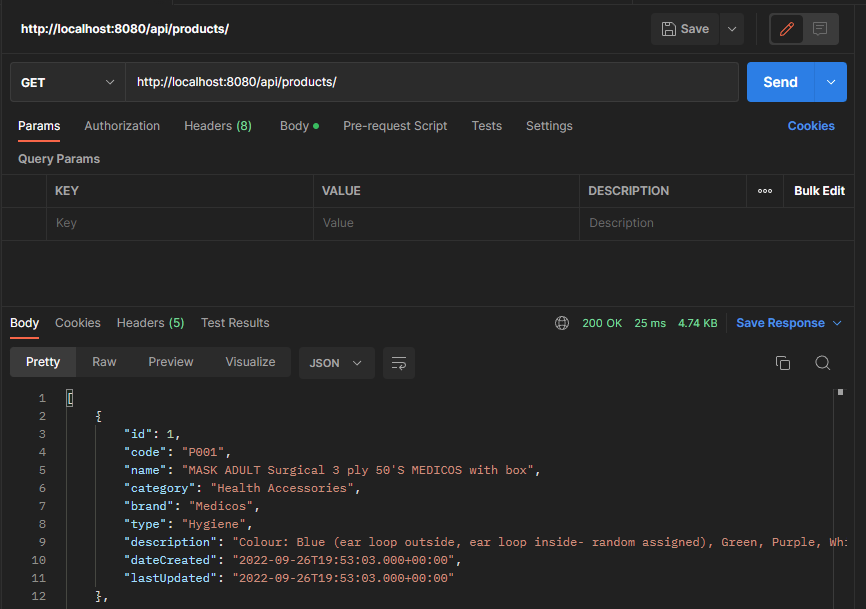 http://localhost:8080/api/products/ Save
GET http://localhost:8080/api/products/ Send
Params Authorization Headers (8) Body Pre-request Script Tests Settings Cookies
Query Params
KEY VALUE DESCRIPTION ooo Bulk Edit
Key Value Description
Body Cookies Headers (5) Test Results 200 OK 25 ms 4.74 KB Save Response
Pretty Raw Preview Visualize JSON
1 [
2 {
3 "id": 1,
4 "code": "P001",
5 "name": "MASK ADULT Surgical 3 ply 50'S MEDICOS with box",
6 "category": "Health Accessories",
7 "brand": "Medicos",
8 "type": "Hygiene",
9 "description": "Colour: Blue (ear loop outside, ear loop inside- random assigned), Green, Purple, Whi
10 "dateCreated": "2022-09-26T19:53:03.000+00:00",
11 "lastUpdated": "2022-09-26T19:53:03.000+00:00"
12 },